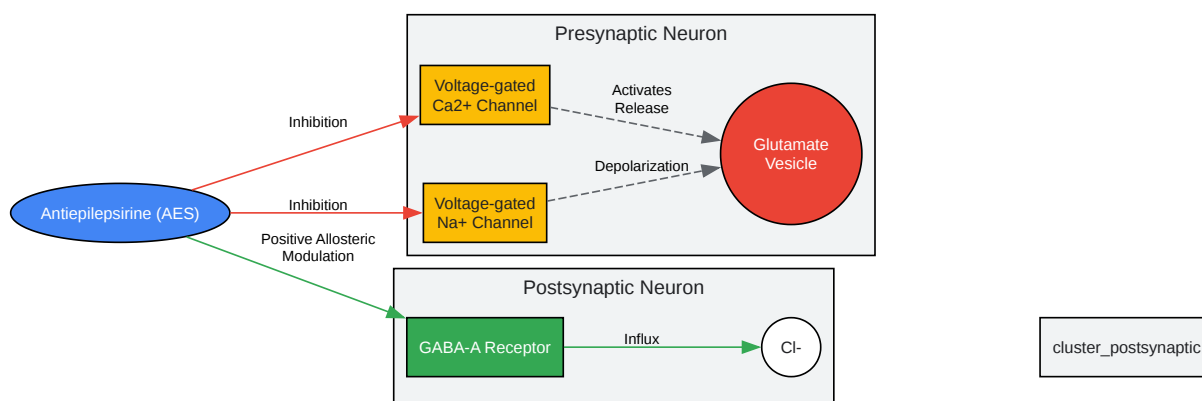 Presynaptic Neuron
Voltage-gated
Ca2+ Channel
Activates
Release
Inhibition
Glutamate
Vesicle
Depolarization
Antiepilepsirine (AES)
Inhibition
Voltage-gated
Na+ Channel
Positive Allosteric
Modulation
Postsynaptic Neuron
GABA-A Receptor
Influx
Cl-
cluster_postsynaptic